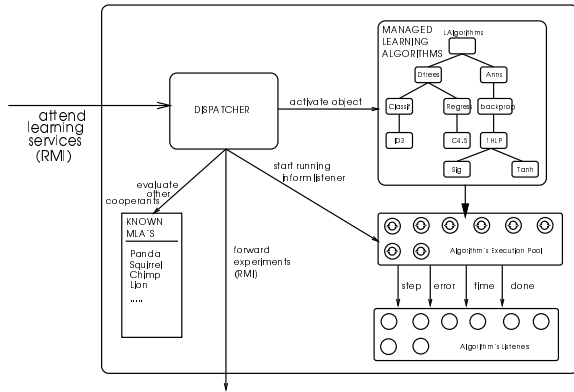 MANAGED
LEARNING
ALGORITHMS
LAlgorithms
Dtrees
Anns
Classif
Regress
backprop
ID3
C4.5
1HLP
Sig
Tanh
attend
learning
services
(RMI)
DISPATCHER
activate object
start running
inform listener
evaluate
other
cooperants
KNOWN
MLA´S
Panda
Squirrel
Chimp
Lion
.....
forward
experiments
(RMI)
Algorithm´s Execution Pool
step
error
time
done
Algorithm´s Listenes